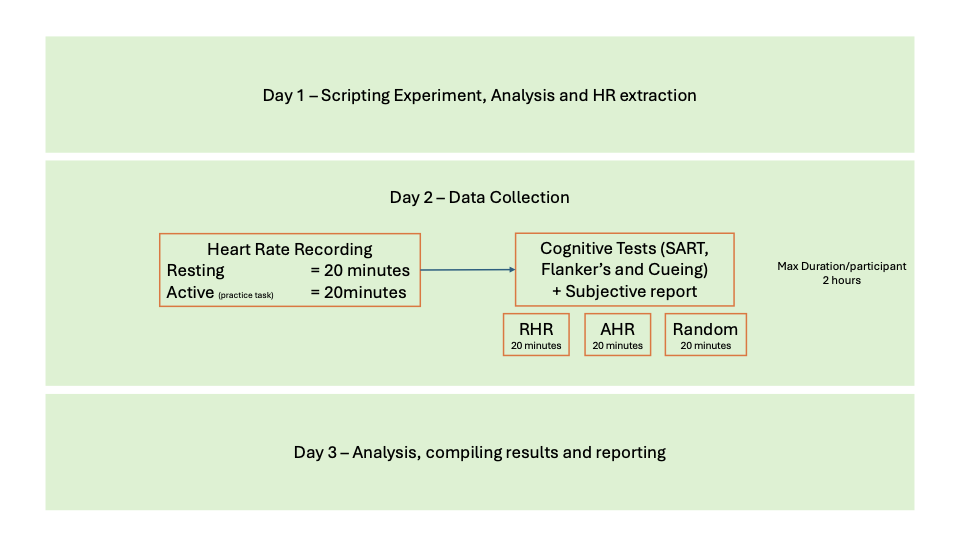 Day 1 – Scripting Experiment, Analysis and HR extraction
Day 2 – Data Collection
Heart Rate Recording
Resting = 20 minutes
Active (practice task) = 20minutes
Cognitive Tests (SART,
Flanker’s and Cueing)
+ Subjective report
Max Duration/participant
2 hours
RHR
20 minutes
AHR
20 minutes
Random
20 minutes
Day 3 – Analysis, compiling results and reporting